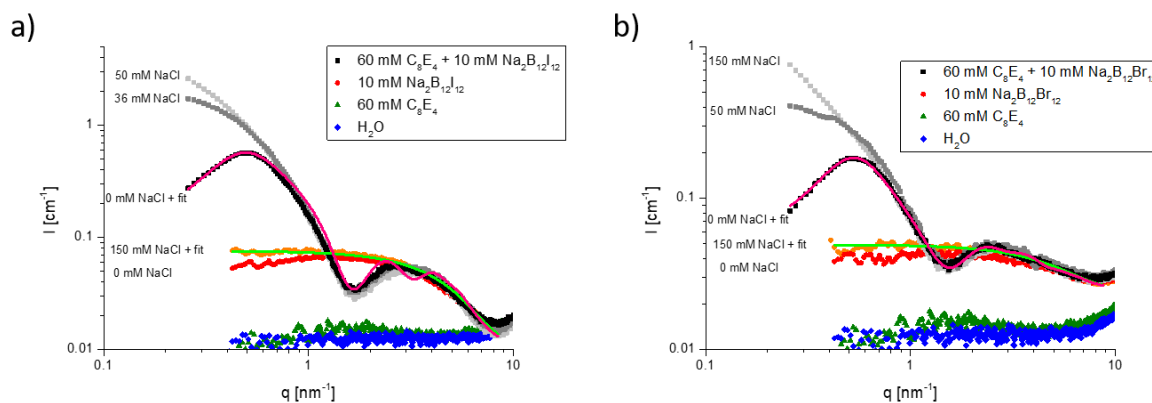 a)
1
0.1
0.01
0.1
1
10
I [cm⁻¹]
q [nm⁻¹]
50 mM NaCl
36 mM NaCl
0 mM NaCl + fit
150 mM NaCl + fit
0 mM NaCl
60 mM C₈E₄ + 10 mM Na₂B₁₂I₁₂
10 mM Na₂B₁₂I₁₂
60 mM C₈E₄
H₂O
b)
1
0.1
0.01
0.1
1
10
I [cm⁻¹]
q [nm⁻¹]
150 mM NaCl
50 mM NaCl
0 mM NaCl + fit
150 mM NaCl + fit
0 mM NaCl
60 mM C₈E₄ + 10 mM Na₂B₁₂Br₁
10 mM Na₂B₁₂Br₁₂
60 mM C₈E₄
H₂O